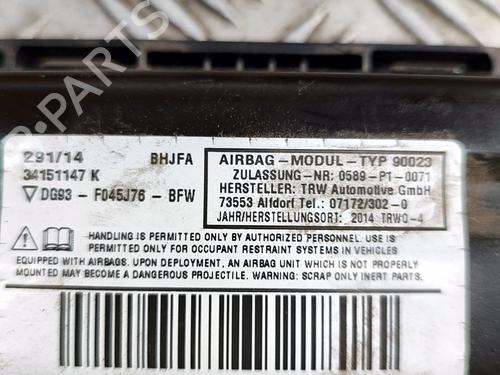 291/14 BHJFA
34151147 K
DG93 - F045J76 - BFW
AIRBAG-MODUL-TYP 90023
ZULASSUNG-NR: 0589-P1-0071
HERSTELLER: TRW Automotive GmbH
73553 Alfdorf Tel.: 07172/302-0
JAHR/HERSTELLUNGSORT: 2014 TRWO-4
HANDLING IS PERMITTED ONLY BY AUTHORIZED PERSONNEL. USE IS
PERMITTED ONLY FOR OCCUPANT RESTRAINT SYSTEMS IN VEHICLES
EQUIPPED WITH AIRBAGS. UPON DEPLOYMENT, AN AIRBAG UNIT WHICH IS NOT PROPERLY
MOUNTED MAY BECOME A DANGEROUS PROJECTILE. WARNING: SCRAP ONLY INERT PARTS.
B-PARTS